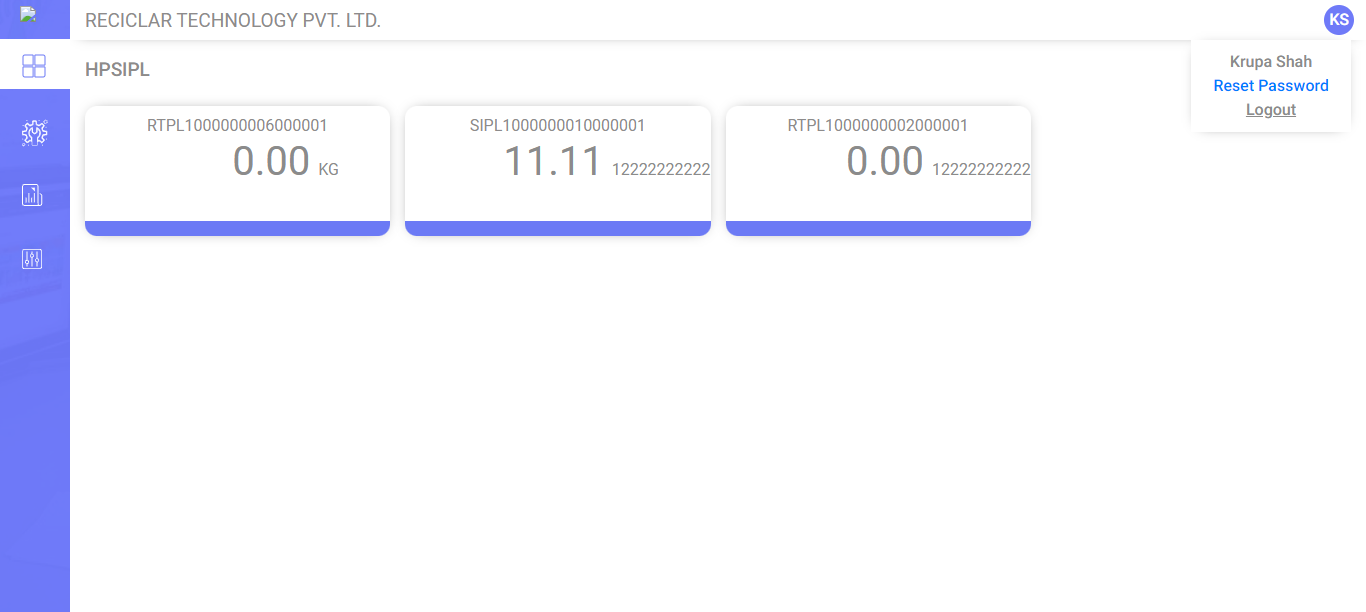 RECICLAR TECHNOLOGY PVT. LTD.
KS
Krupa Shah
Reset Password
Logout
HPSIPL
RTPL1000000006000001
0.00 KG
SIPL1000000010000001
11.11 12222222222
RTPL1000000002000001
0.00 12222222222